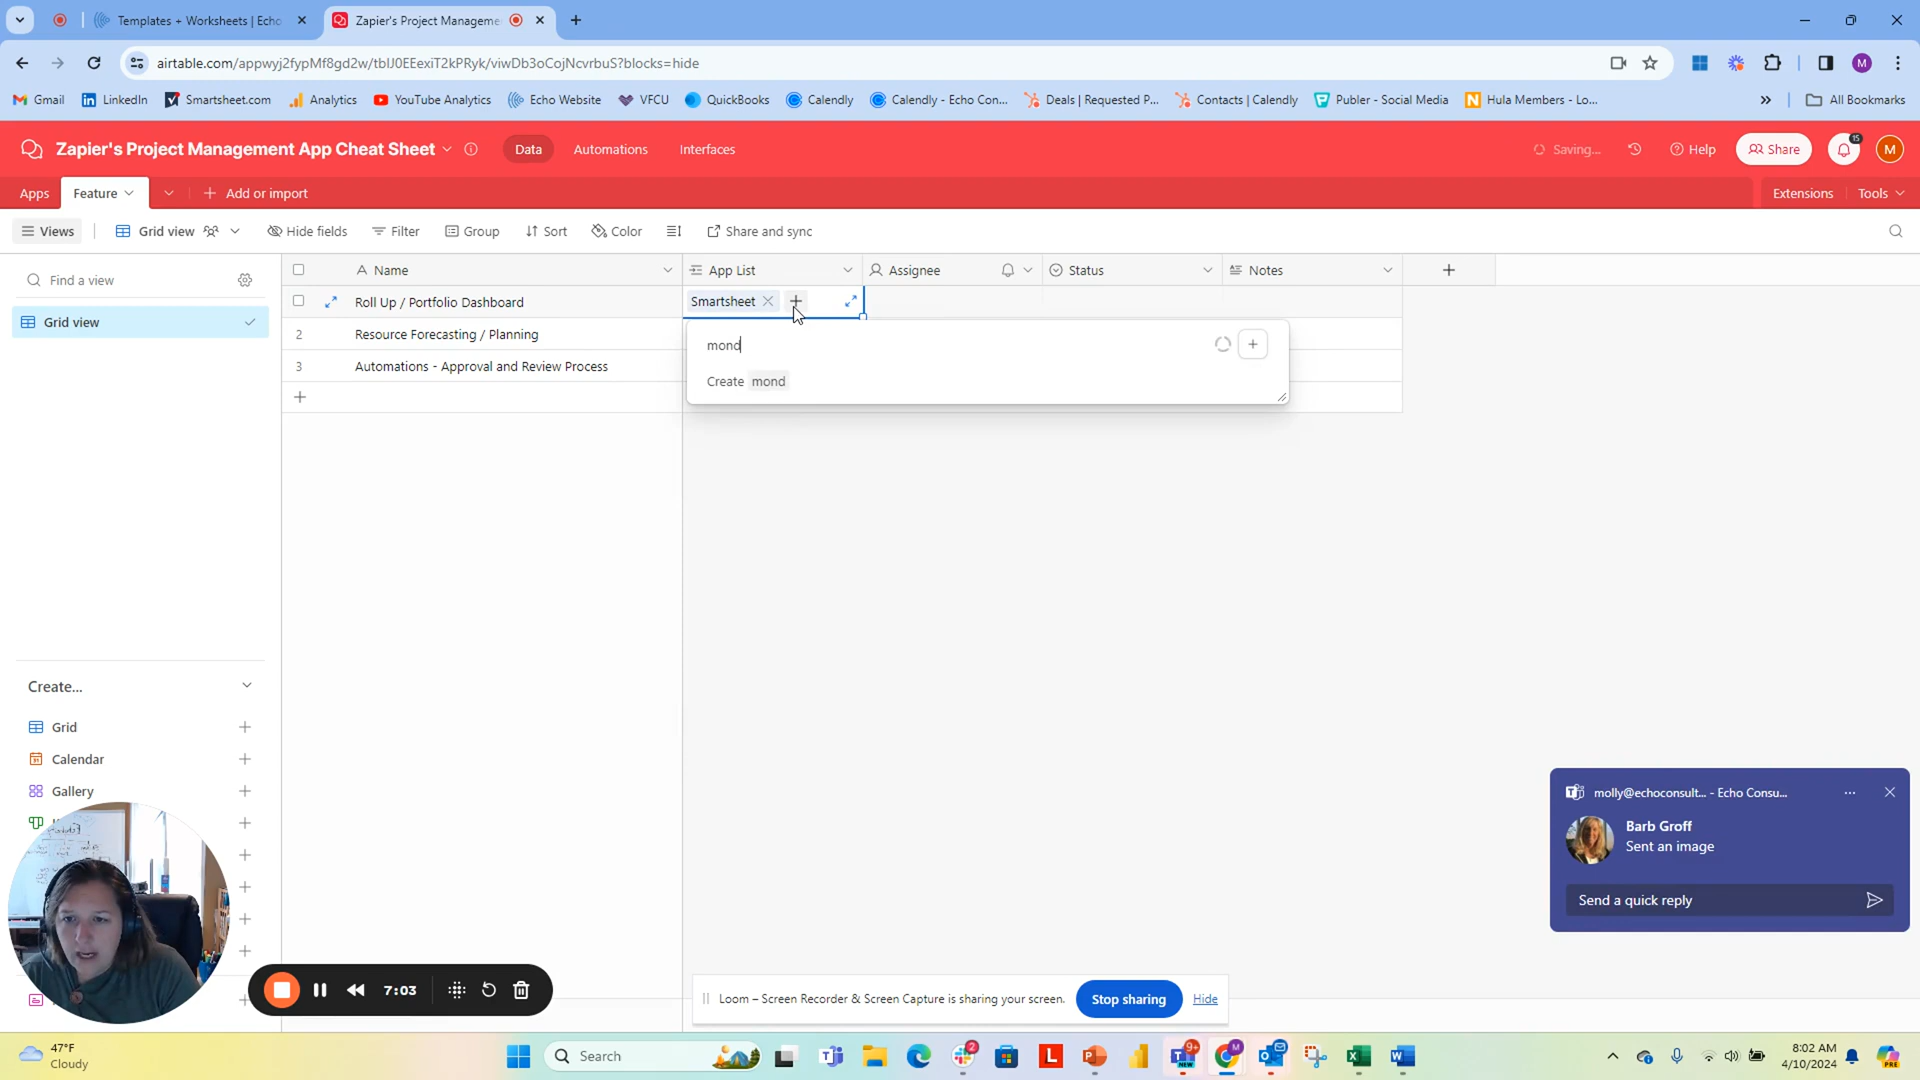 Templates + Worksheets | Echo
Zapier's Project Manageme
airtable.com/appwyj2fypMf8gd2w/tblJ0EEexiT2kPRyk/viwDb3oCojNcvrbuS?blocks=hide
M
Gmail
LinkedIn
Smartsheet.com
Analytics
YouTube Analytics
Echo Website
VFCU
QuickBooks
Calendly
Calendly - Echo Con...
Deals | Requested P...
Contacts | Calendly
Publer - Social Media
Hula Members - Lo...
All Bookmarks
Zapier's Project Management App Cheat Sheet
Data
Automations
Interfaces
Saving...
Help
Share
15
M
Apps
Feature
Add or import
Extensions
Tools
Views
Grid view
Hide fields
Filter
Group
Sort
Color
Share and sync
Find a view
Name
App List
Assignee
Status
Notes
Grid view
Roll Up / Portfolio Dashboard
Smartsheet
2
Resource Forecasting / Planning
mond
3
Automations - Approval and Review Process
Create mond
Create...
Grid
Calendar
Gallery
molly@echoconsult... - Echo Consu...
Barb Groff
Sent an image
Send a quick reply
7:03
Loom – Screen Recorder & Screen Capture is sharing your screen.
Stop sharing
Hide
47°F
Cloudy
Search
2
L
9+
NEW
M
8:02 AM
4/10/2024
PRE